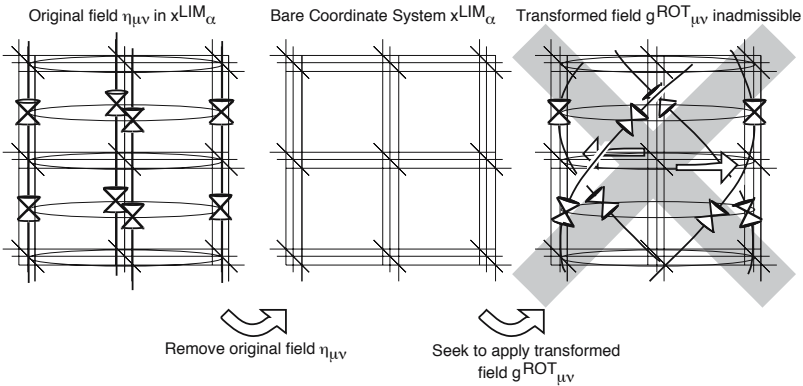 Original field ημν in xLIMα
Bare Coordinate System xLIMα
Transformed field gROTμν inadmissible
Remove original field ημν
Seek to apply transformed
field gROTμν